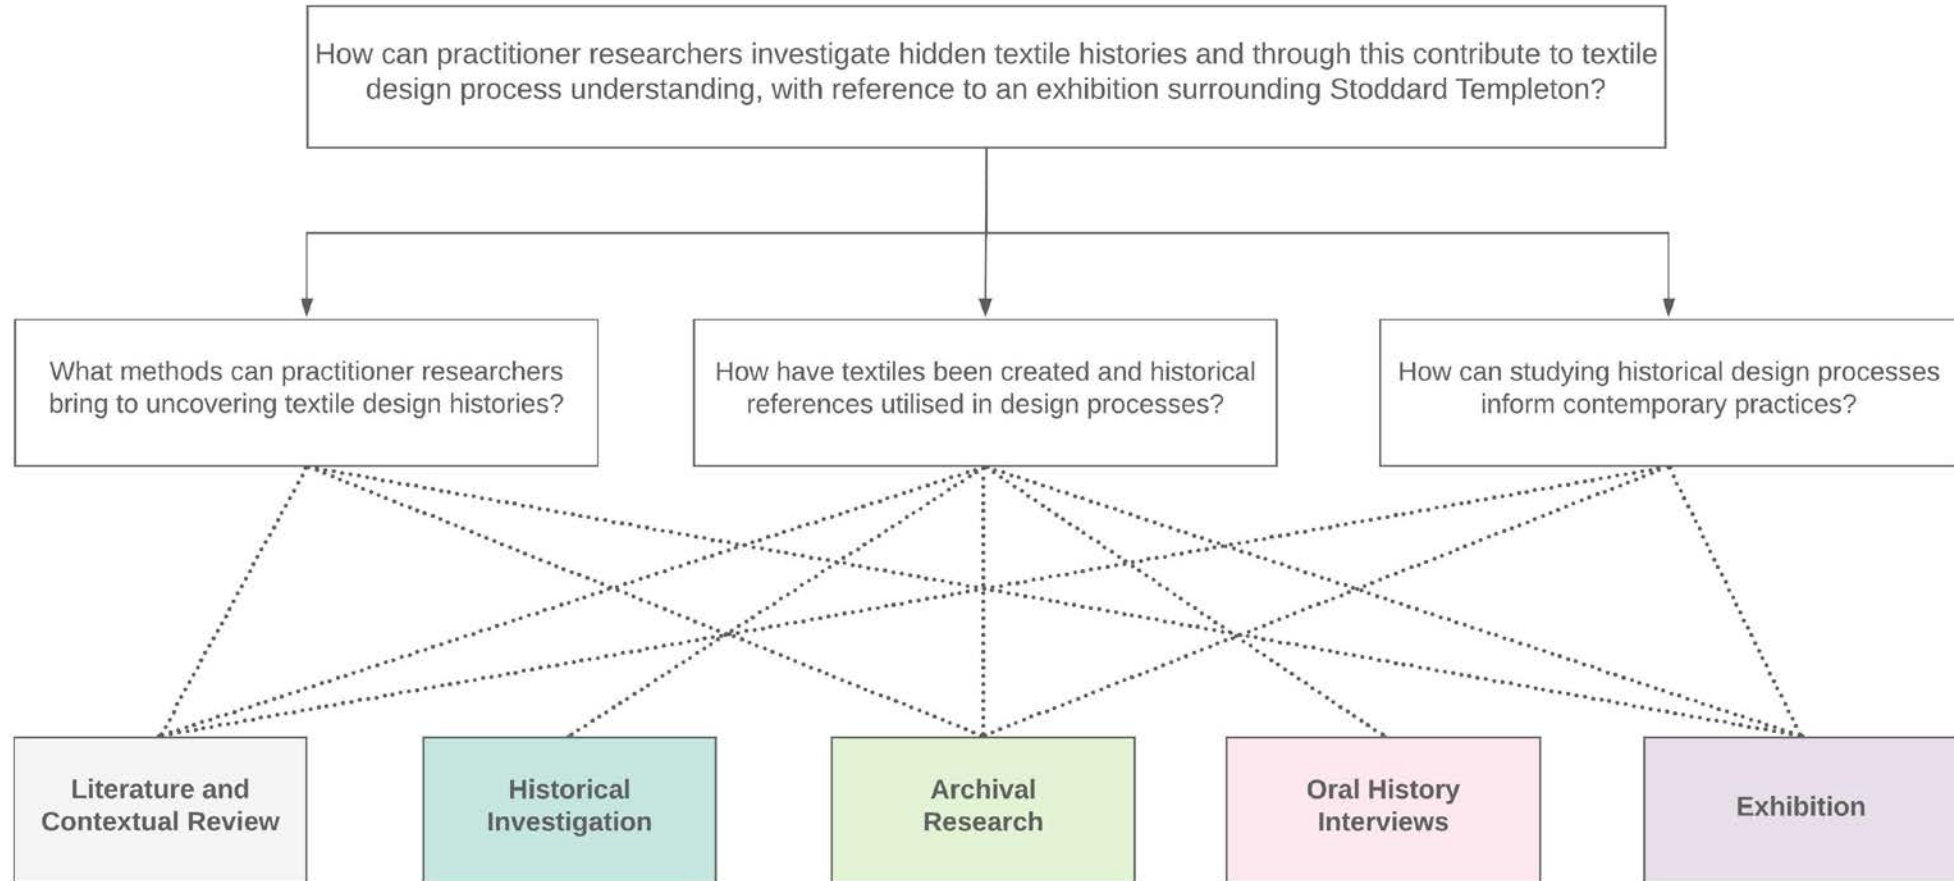 How can practitioner researchers investigate hidden textile histories and through this contribute to textile
design process understanding, with reference to an exhibition surrounding Stoddard Templeton?
What methods can practitioner researchers
bring to uncovering textile design histories?
How have textiles been created and historical
references utilised in design processes?
How can studying historical design processes
inform contemporary practices?
Literature and
Contextual Review
Historical
Investigation
Archival
Research
Oral History
Interviews
Exhibition